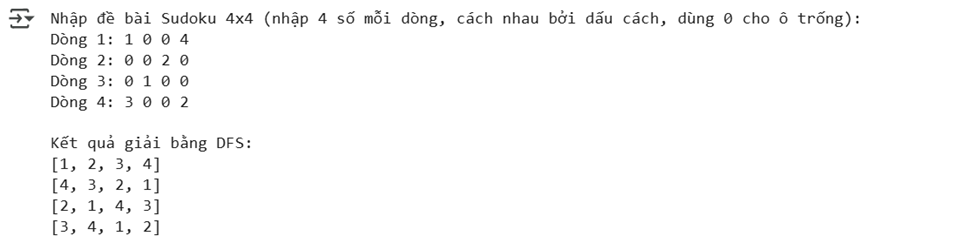 Nhập đề bài Sudoku 4x4 (nhập 4 số mỗi dòng, cách nhau bởi dấu cách, dùng 0 cho ô trống):
Dòng 1: 1 0 0 4
Dòng 2: 0 0 2 0
Dòng 3: 0 1 0 0
Dòng 4: 3 0 0 2
Kết quả giải bằng DFS:
[1, 2, 3, 4]
[4, 3, 2, 1]
[2, 1, 4, 3]
[3, 4, 1, 2]